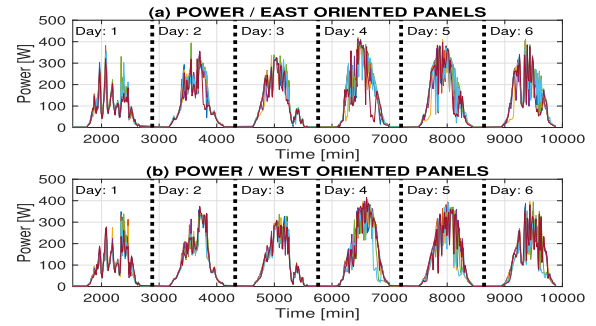 (a) POWER / EAST ORIENTED PANELS
500
400
300
200
100
0
Power [W]
Day: 1 Day: 2 Day: 3 Day: 4 Day: 5 Day: 6
2000 3000 4000 5000 6000 7000 8000 9000 10000
Time [min]
(b) POWER / WEST ORIENTED PANELS
500
400
300
200
100
0
Power [W]
Day: 1 Day: 2 Day: 3 Day: 4 Day: 5 Day: 6
2000 3000 4000 5000 6000 7000 8000 9000 10000
Time [min]